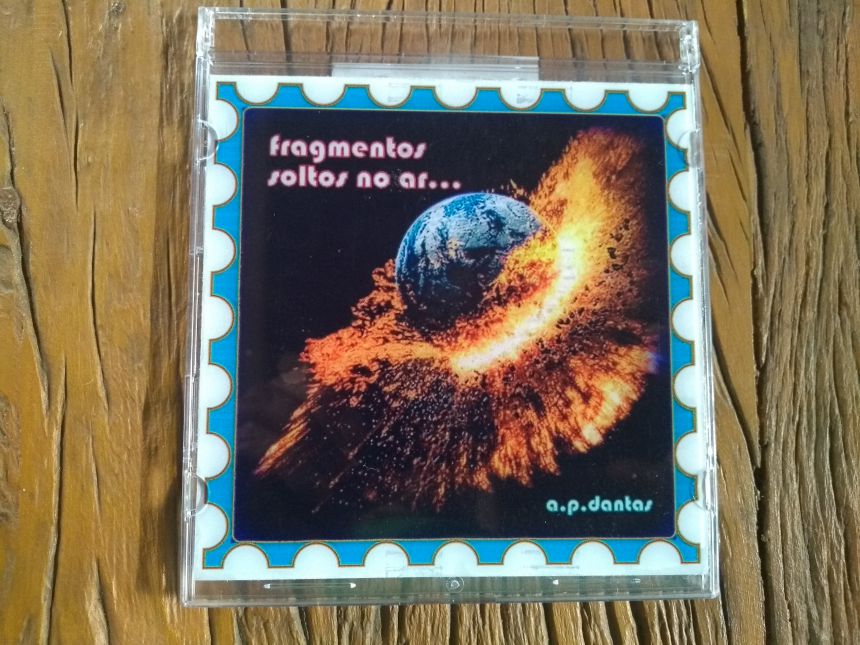 fragmentos
soltos no ar...
a.p.dantas